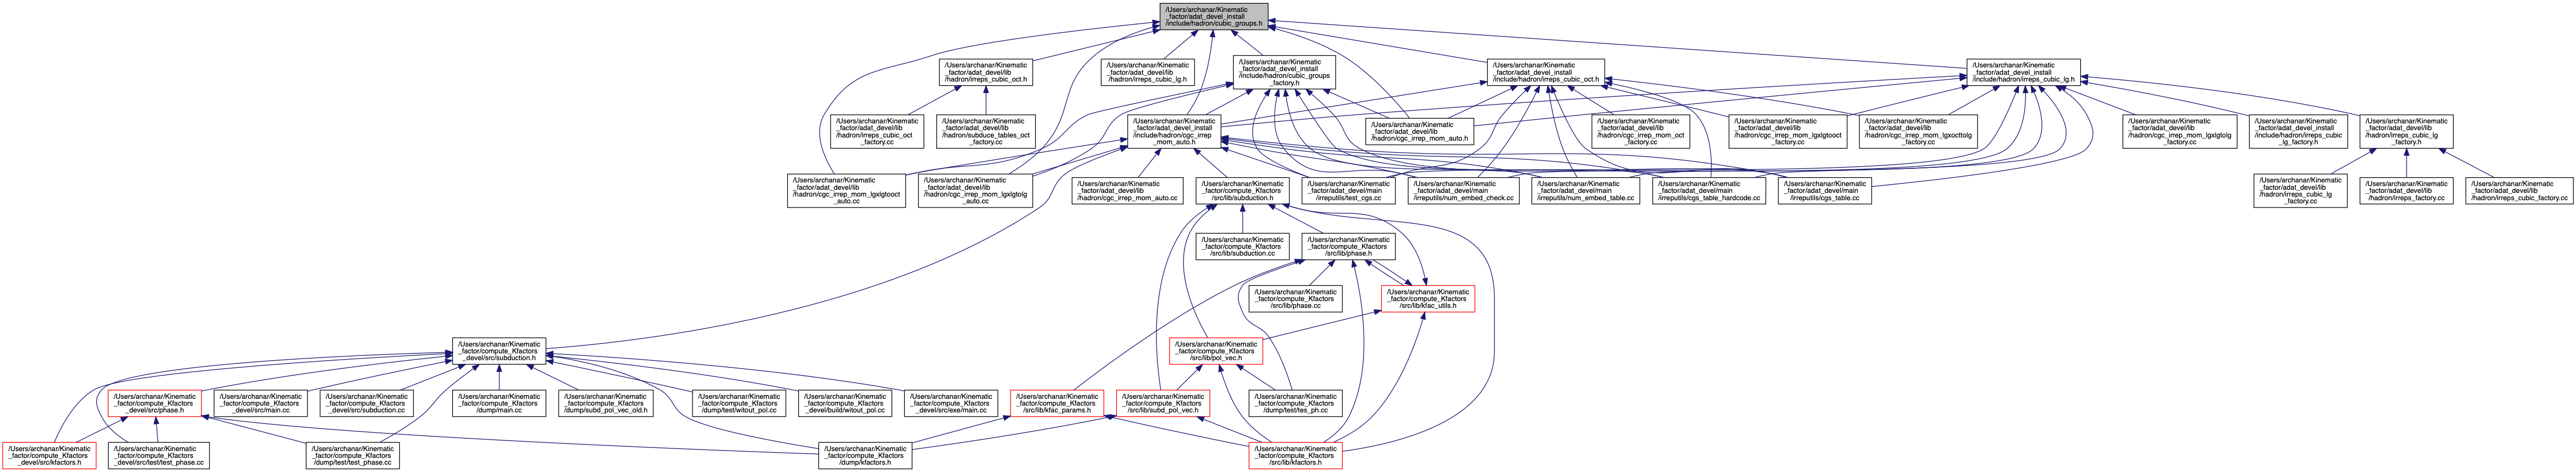 /Users/archanar/Kinematic
_factor/adat_devel_install
/include/hadron/cubic_groups.h
/Users/archanar/Kinematic
_factor/adat_devel/lib
/hadron/irreps_cubic_oct.h
/Users/archanar/Kinematic
_factor/adat_devel/lib
/hadron/irreps_cubic_lg.h
/Users/archanar/Kinematic
_factor/adat_devel_install
/include/hadron/cubic_groups
_factory.h
/Users/archanar/Kinematic
_factor/adat_devel_install
/include/hadron/irreps_cubic_oct.h
/Users/archanar/Kinematic
_factor/adat_devel_install
/include/hadron/irreps_cubic_lg.h
/Users/archanar/Kinematic
_factor/adat_devel/lib
/hadron/irreps_cubic_oct
_factory.cc
/Users/archanar/Kinematic
_factor/adat_devel/lib
/hadron/subduce_tables_oct
_factory.cc
/Users/archanar/Kinematic
_factor/adat_devel_install
/include/hadron/cgc_irrep
_mom_auto.h
/Users/archanar/Kinematic
_factor/adat_devel/lib
/hadron/cgc_irrep_mom_auto.h
/Users/archanar/Kinematic
_factor/adat_devel/lib
/hadron/cgc_irrep_mom_oct
_factory.cc
/Users/archanar/Kinematic
_factor/adat_devel/lib
/hadron/cgc_irrep_mom_lgxlgtooct
_factory.cc
/Users/archanar/Kinematic
_factor/adat_devel/lib
/hadron/cgc_irrep_mom_lgxocttolg
_factory.cc
/Users/archanar/Kinematic
_factor/adat_devel/lib
/hadron/cgc_irrep_mom_lgxlgtolg
_factory.cc
/Users/archanar/Kinematic
_factor/adat_devel_install
/include/hadron/irreps_cubic
_lg_factory.h
/Users/archanar/Kinematic
_factor/adat_devel/lib
/hadron/irreps_cubic_lg
_factory.h
/Users/archanar/Kinematic
_factor/adat_devel/lib
/hadron/cgc_irrep_mom_lgxlgtooct
_auto.cc
/Users/archanar/Kinematic
_factor/adat_devel/lib
/hadron/cgc_irrep_mom_lgxlgtolg
_auto.cc
/Users/archanar/Kinematic
_factor/adat_devel/lib
/hadron/cgc_irrep_mom_auto.cc
/Users/archanar/Kinematic
_factor/compute_Kfactors
/src/lib/subduction.h
/Users/archanar/Kinematic
_factor/adat_devel/main
/irreputils/test_cgs.cc
/Users/archanar/Kinematic
_factor/adat_devel/main
/irreputils/num_embed_check.cc
/Users/archanar/Kinematic
_factor/adat_devel/main
/irreputils/num_embed_table.cc
/Users/archanar/Kinematic
_factor/adat_devel/main
/irreputils/cgs_table_hardcode.cc
/Users/archanar/Kinematic
_factor/adat_devel/main
/irreputils/cgs_table.cc
/Users/archanar/Kinematic
_factor/adat_devel/lib
/hadron/irreps_cubic_lg
_factory.cc
/Users/archanar/Kinematic
_factor/adat_devel/lib
/hadron/irreps_factory.cc
/Users/archanar/Kinematic
_factor/adat_devel/lib
/hadron/irreps_cubic_factory.cc
/Users/archanar/Kinematic
_factor/compute_Kfactors
/src/lib/subduction.cc
/Users/archanar/Kinematic
_factor/compute_Kfactors
/src/lib/phase.h
/Users/archanar/Kinematic
_factor/compute_Kfactors
/src/lib/phase.cc
/Users/archanar/Kinematic
_factor/compute_Kfactors
/src/lib/kfac_utils.h
/Users/archanar/Kinematic
_factor/compute_Kfactors
_devel/src/subduction.h
/Users/archanar/Kinematic
_factor/compute_Kfactors
/src/lib/pol_vec.h
/Users/archanar/Kinematic
_factor/compute_Kfactors
_devel/src/phase.h
/Users/archanar/Kinematic
_factor/compute_Kfactors
_devel/src/main.cc
/Users/archanar/Kinematic
_factor/compute_Kfactors
_devel/src/subduction.cc
/Users/archanar/Kinematic
_factor/compute_Kfactors
/dump/main.cc
/Users/archanar/Kinematic
_factor/compute_Kfactors
/dump/subd_pol_vec_old.h
/Users/archanar/Kinematic
_factor/compute_Kfactors
/dump/test/witout_pol.cc
/Users/archanar/Kinematic
_factor/compute_Kfactors
_devel/build/witout_pol.cc
/Users/archanar/Kinematic
_factor/compute_Kfactors
_devel/src/exe/main.cc
/Users/archanar/Kinematic
_factor/compute_Kfactors
/src/lib/kfac_params.h
/Users/archanar/Kinematic
_factor/compute_Kfactors
/src/lib/subd_pol_vec.h
/Users/archanar/Kinematic
_factor/compute_Kfactors
/dump/test/tes_ph.cc
/Users/archanar/Kinematic
_factor/compute_Kfactors
_devel/src/kfactors.h
/Users/archanar/Kinematic
_factor/compute_Kfactors
_devel/src/test/test_phase.cc
/Users/archanar/Kinematic
_factor/compute_Kfactors
/dump/test/test_phase.cc
/Users/archanar/Kinematic
_factor/compute_Kfactors
/dump/kfactors.h
/Users/archanar/Kinematic
_factor/compute_Kfactors
/src/lib/kfactors.h